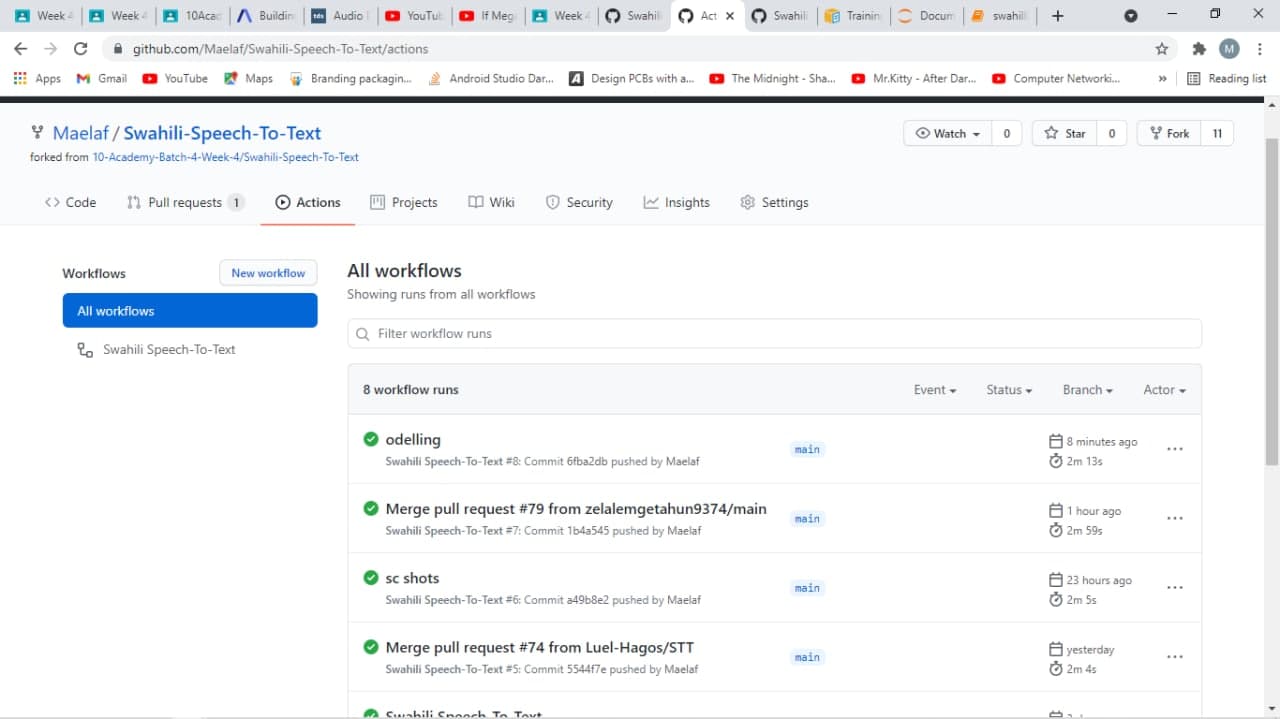 Week 4
Week 4
10Acad
Building
tds Audio
YouTub
If Meg
Week 4
Swahili
Act
Swahili
Training
Docum
swahili
github.com/Maelaf/Swahili-Speech-To-Text/actions
M
Apps
Gmail
YouTube
Maps
Branding packagin...
Android Studio Dar...
Design PCBs with a...
The Midnight - Sha...
Mr.Kitty - After Dar...
Computer Networki...
»
Reading list
Maelaf / Swahili-Speech-To-Text
Watch 0
Star 0
Fork 11
forked from 10-Academy-Batch-4-Week-4/Swahili-Speech-To-Text
Code
Pull requests 1
Actions
Projects
Wiki
Security
Insights
Settings
Workflows
New workflow
All workflows
Swahili Speech-To-Text
All workflows
Showing runs from all workflows
Filter workflow runs
8 workflow runs
Event
Status
Branch
Actor
odelling
Swahili Speech-To-Text #8: Commit 6fba2db pushed by Maelaf
main
8 minutes ago
2m 13s
Merge pull request #79 from zelalemgetahun9374/main
Swahili Speech-To-Text #7: Commit 1b4a545 pushed by Maelaf
main
1 hour ago
2m 59s
sc shots
Swahili Speech-To-Text #6: Commit a49b8e2 pushed by Maelaf
main
23 hours ago
2m 5s
Merge pull request #74 from Luel-Hagos/STT
Swahili Speech-To-Text #5: Commit 5544f7e pushed by Maelaf
main
yesterday
2m 4s
Swahili Speech-To-Text